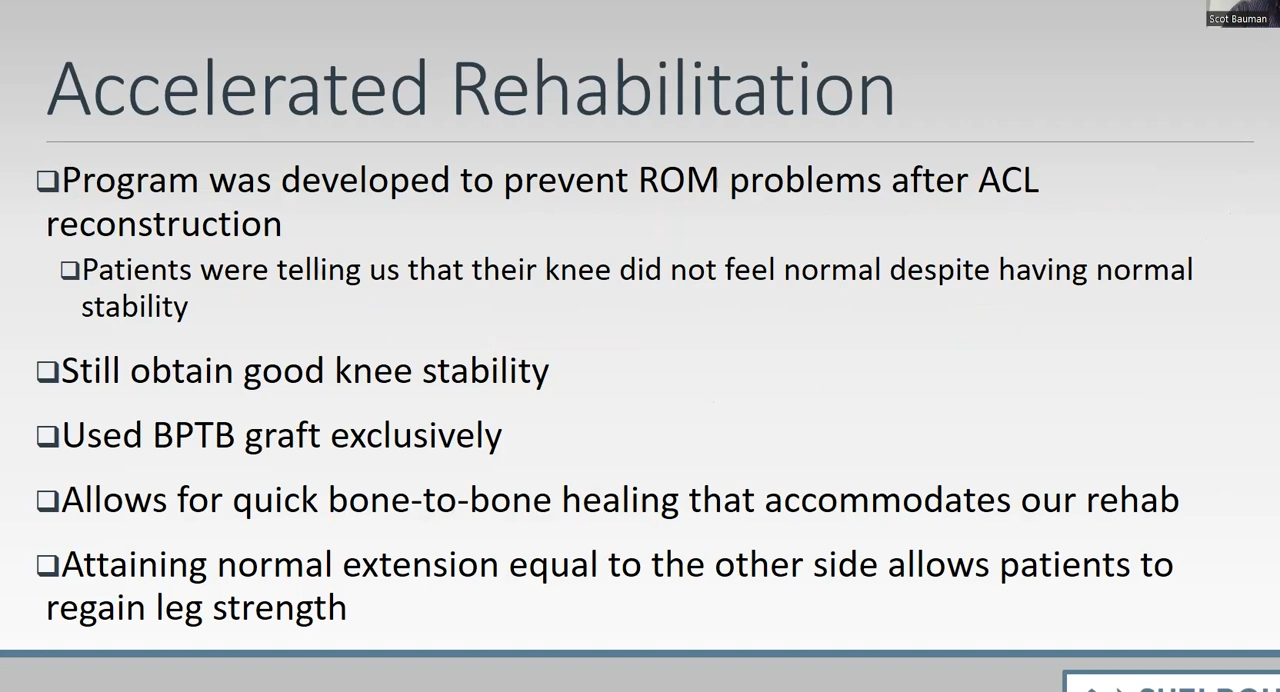 Scot Bauman
Accelerated Rehabilitation
Program was developed to prevent ROM problems after ACL
reconstruction
Patients were telling us that their knee did not feel normal despite having normal
stability
Still obtain good knee stability
Used BPTB graft exclusively
Allows for quick bone-to-bone healing that accommodates our rehab
Attaining normal extension equal to the other side allows patients to
regain leg strength